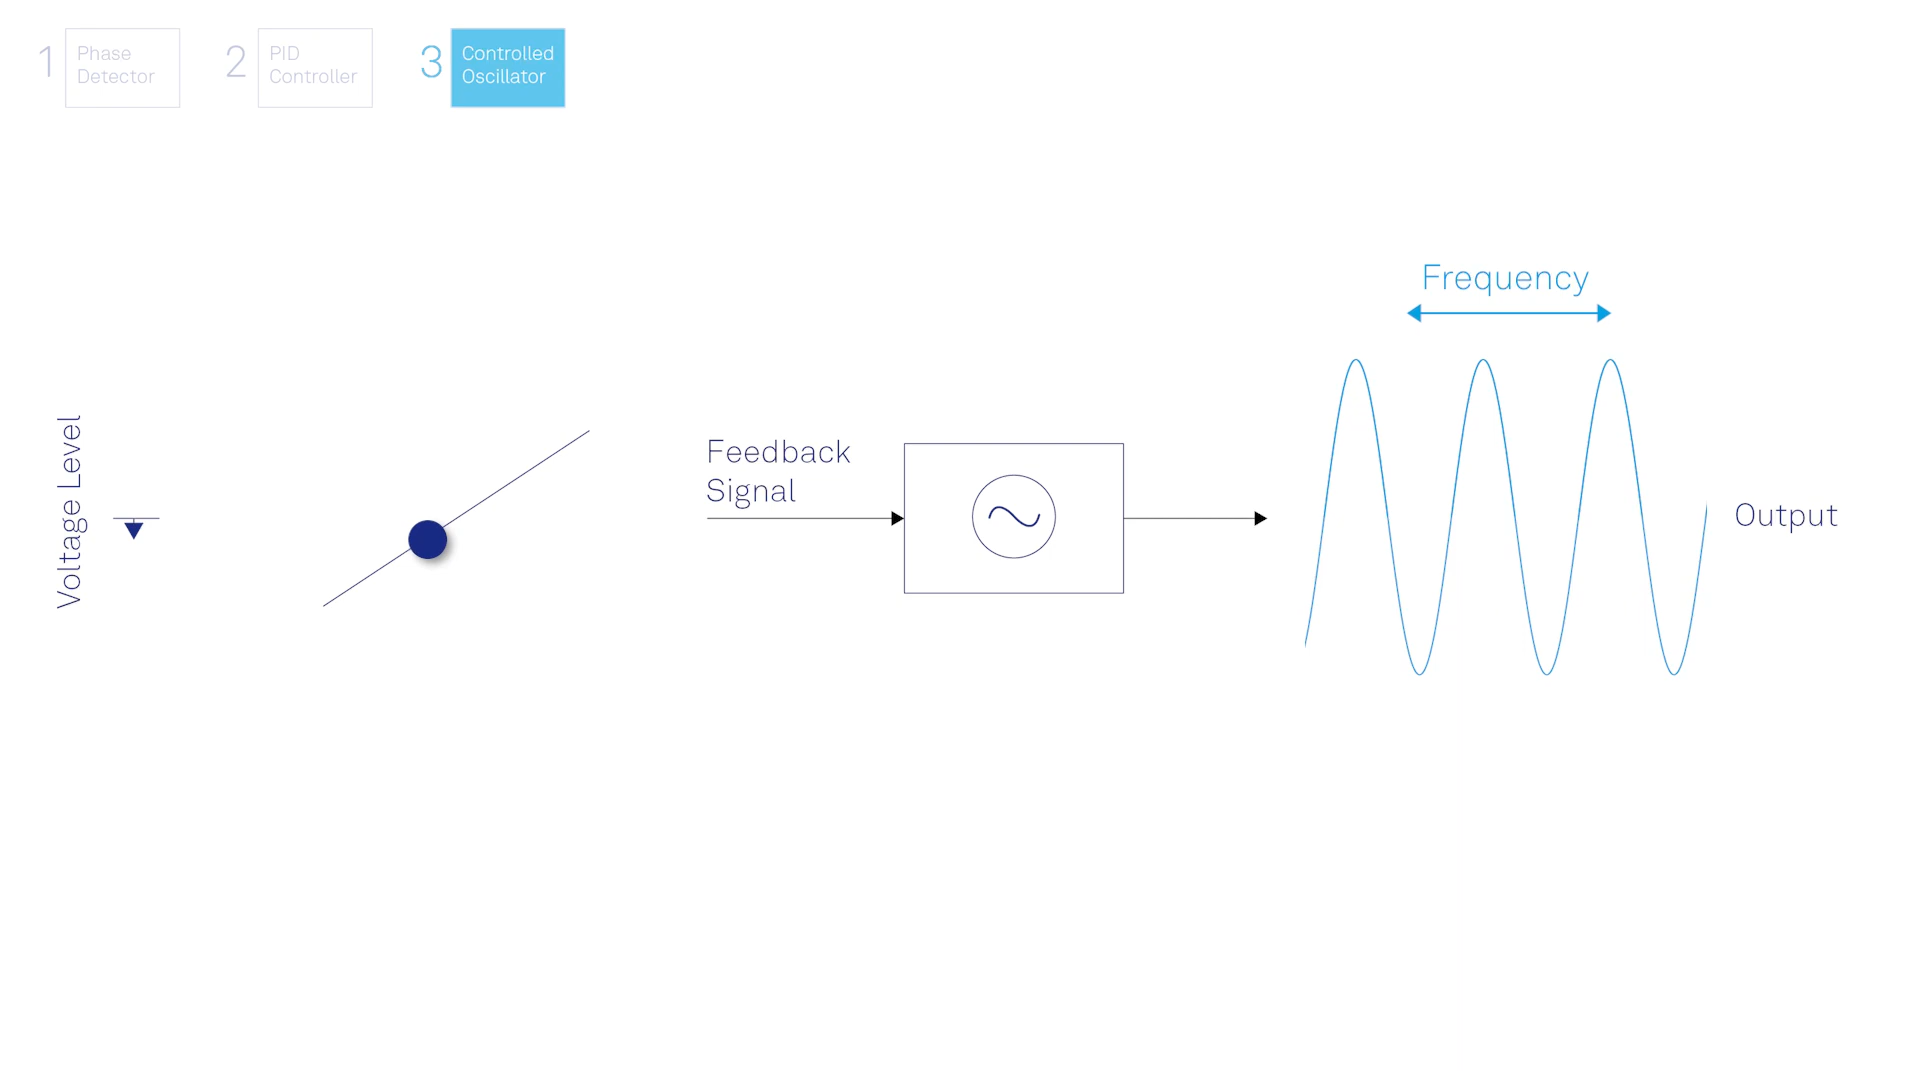 1
Phase
Detector
2
PID
Controller
3
Controlled
Oscillator
Frequency
Voltage Level
Feedback
Signal
Output